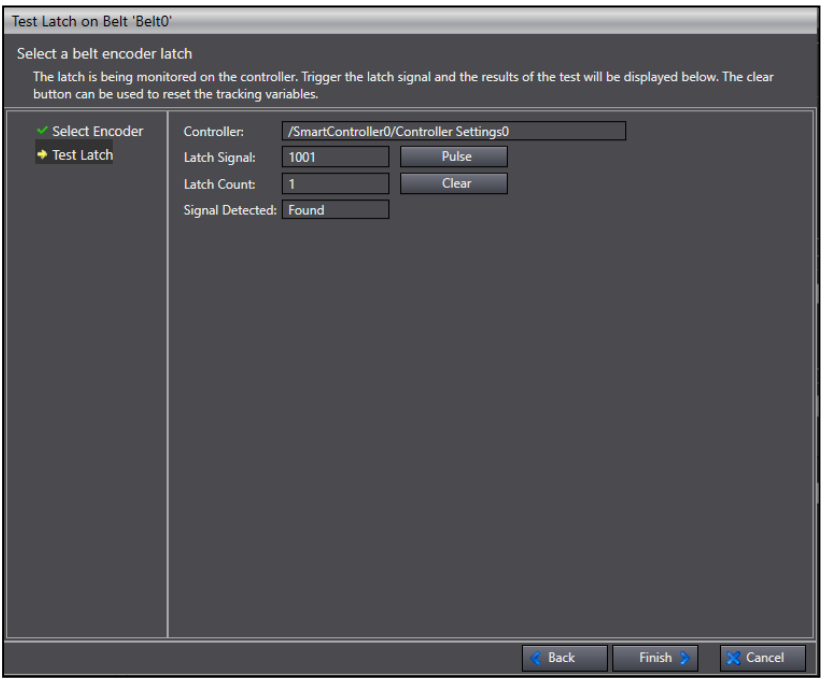 Test Latch on Belt 'Belt0'
Select a belt encoder latch
The latch is being monitored on the controller. Trigger the latch signal and the results of the test will be displayed below. The clear
button can be used to reset the tracking variables.
Select Encoder
Test Latch
Controller: /SmartController0/Controller Settings0
Latch Signal: 1001 Pulse
Latch Count: 1 Clear
Signal Detected: Found
Back Finish Cancel